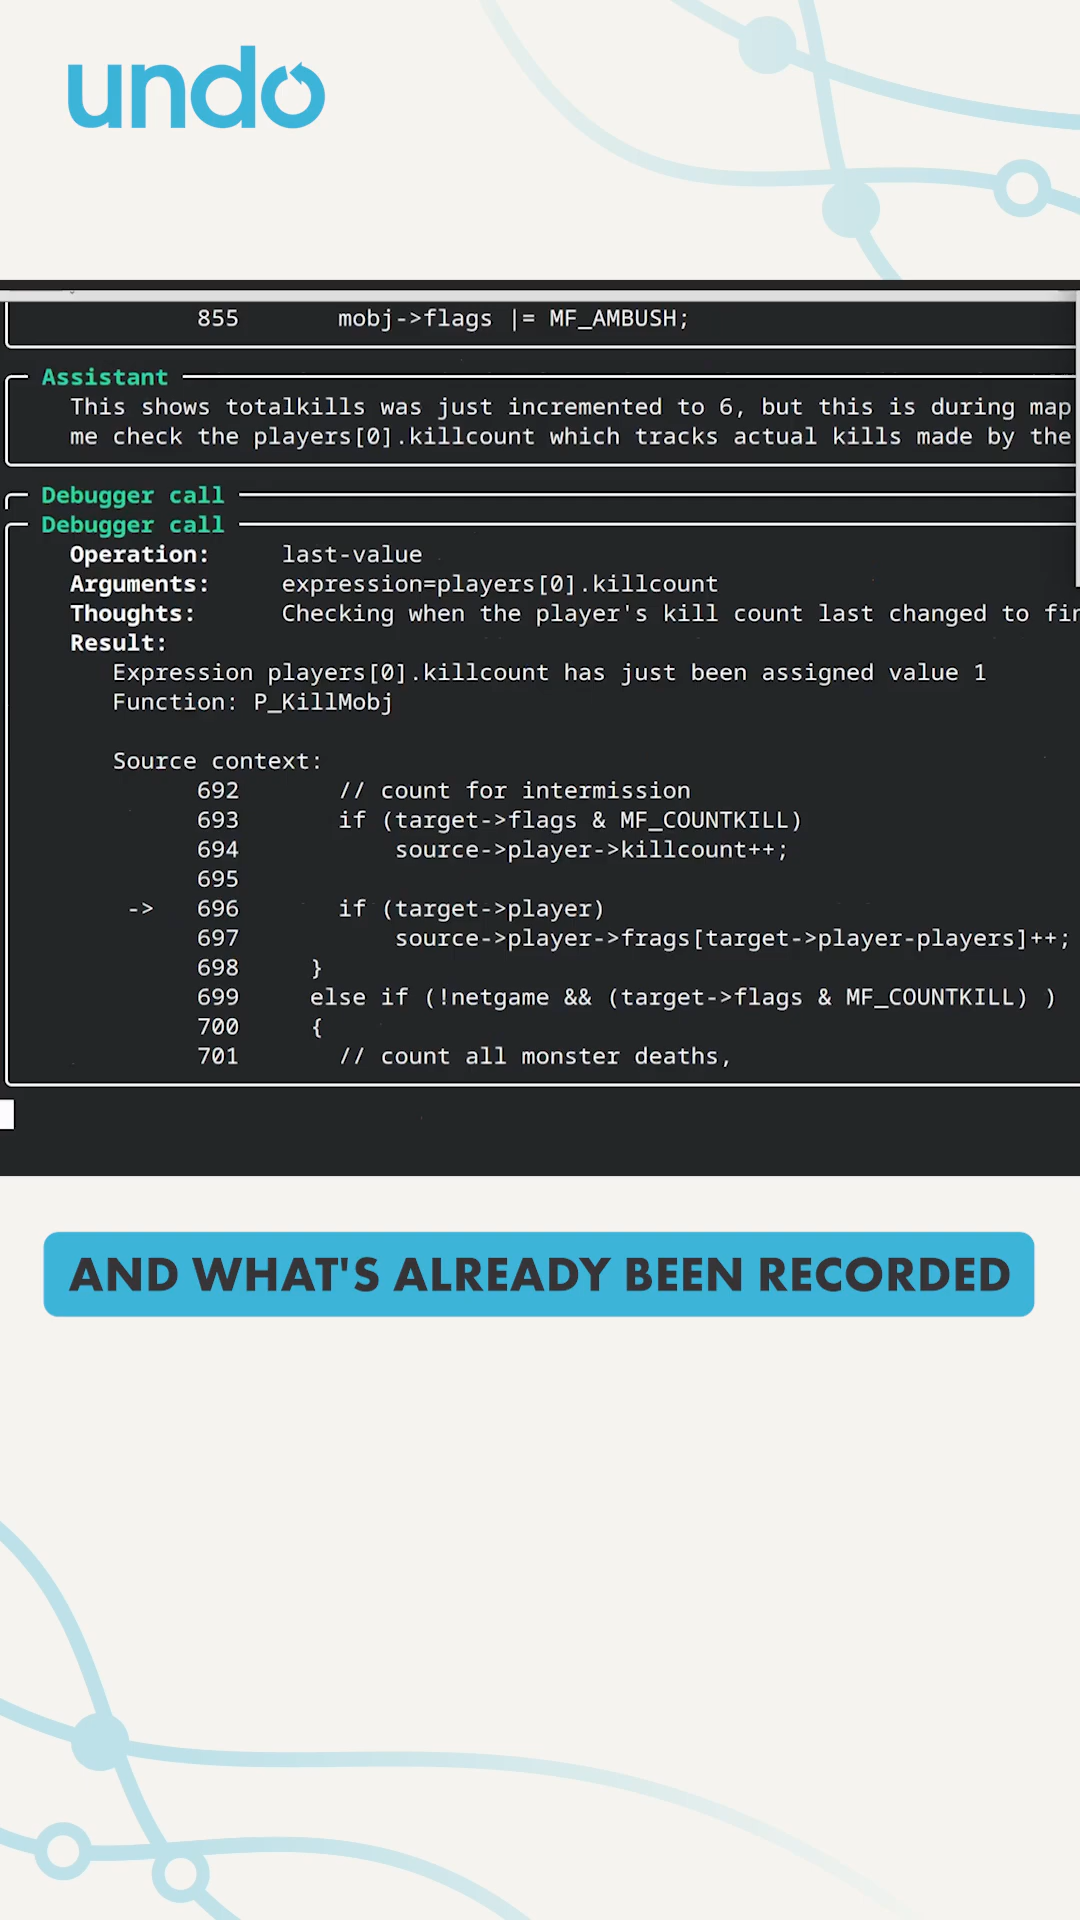 undo
855 mobj->flags |= MF_AMBUSH;
Assistant
This shows totalkills was just incremented to 6, but this is during map
me check the players[0].killcount which tracks actual kills made by the
Debugger call
Debugger call
Operation: last-value
Arguments: expression=players[0].killcount
Thoughts: Checking when the player's kill count last changed to fin
Result:
Expression players[0].killcount has just been assigned value 1
Function: P_KillMobj
Source context:
692 // count for intermission
693 if (target->flags & MF_COUNTKILL)
694 source->player->killcount++;
695
-> 696 if (target->player)
697 source->player->frags[target->player-players]++;
698 }
699 else if (!netgame && (target->flags & MF_COUNTKILL) )
700 {
701 // count all monster deaths,
AND WHAT'S ALREADY BEEN RECORDED